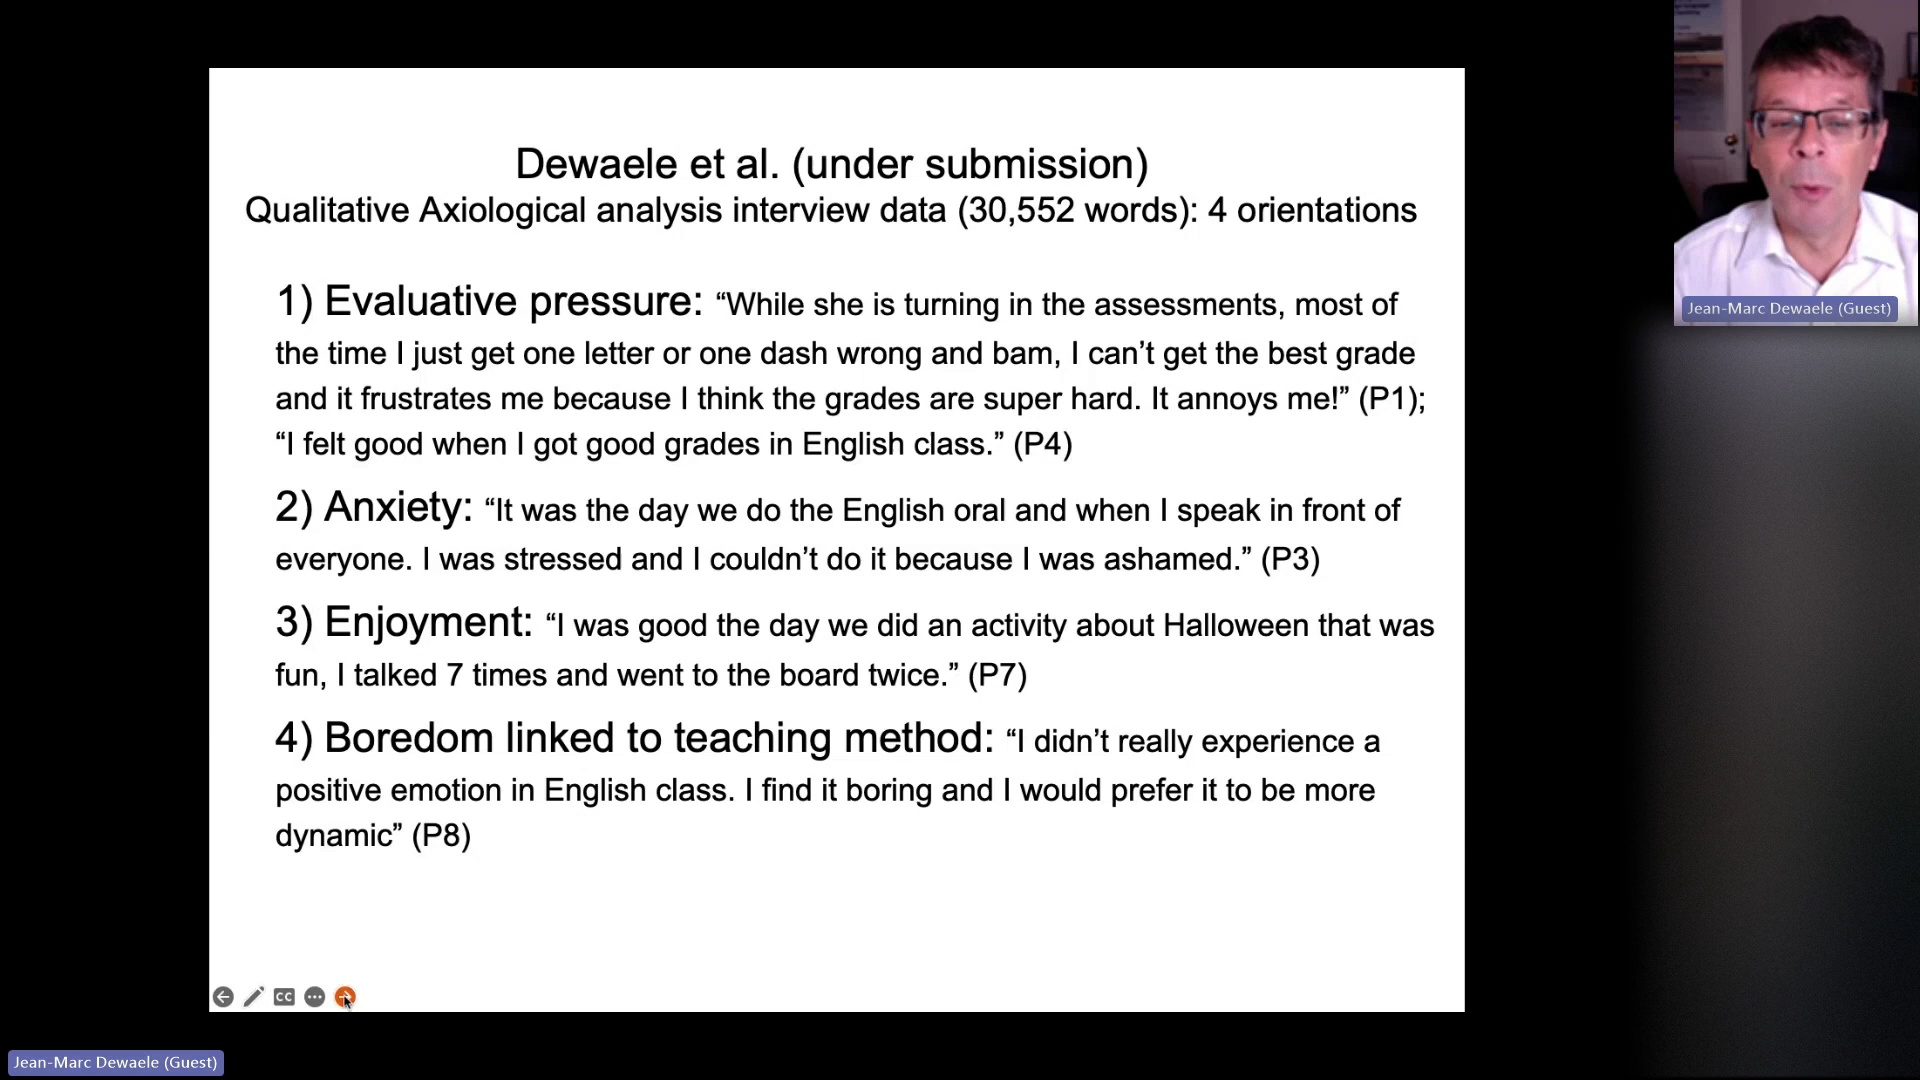 Dewaele et al. (under submission)
Qualitative Axiological analysis interview data (30,552 words): 4 orientations
1) Evaluative pressure: “While she is turning in the assessments, most of
the time I just get one letter or one dash wrong and bam, I can’t get the best grade
and it frustrates me because I think the grades are super hard. It annoys me!” (P1);
“I felt good when I got good grades in English class.” (P4)
2) Anxiety: “It was the day we do the English oral and when I speak in front of
everyone. I was stressed and I couldn’t do it because I was ashamed.” (P3)
3) Enjoyment: “I was good the day we did an activity about Halloween that was
fun, I talked 7 times and went to the board twice.” (P7)
4) Boredom linked to teaching method: “I didn’t really experience a
positive emotion in English class. I find it boring and I would prefer it to be more
dynamic” (P8)
CC
Jean-Marc Dewaele (Guest)
Jean-Marc Dewaele (Guest)